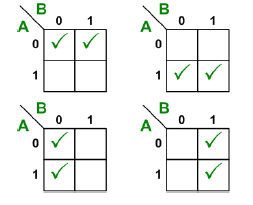 B B
A 0 1 A 0 1
0 ✓ ✓ 0
1 1 ✓ ✓
B B
A 0 1 A 0 1
0 ✓ 0 ✓
1 ✓ 1 ✓